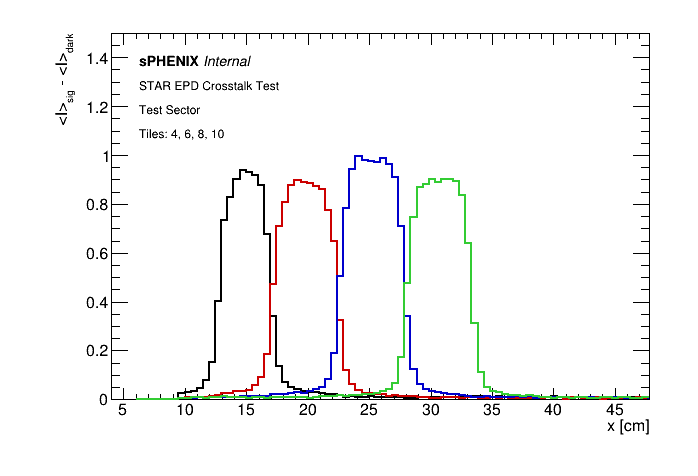 <I>sig - <I>dark
1.4
1.2
1
0.8
0.6
0.4
0.2
0
sPHENIX Internal
STAR EPD Crosstalk Test
Test Sector
Tiles: 4, 6, 8, 10
5 10 15 20 25 30 35 40 45
x [cm]